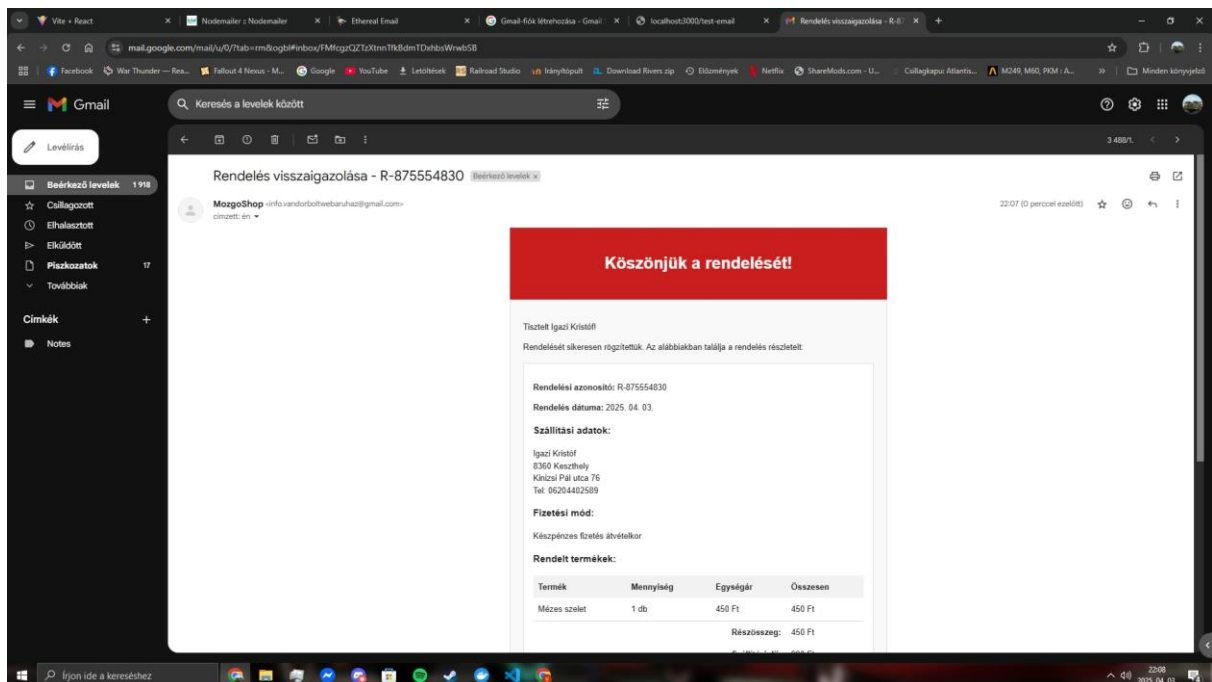 Vite + React
Nodemailer :: Nodemailer
Ethereal Email
Gmail-fiók létrehozása - Gmail
localhost:3000/test-email
Rendelés visszaigazolása - R-87
mail.google.com/mail/u/0/?tab=rm&ogbl#inbox/FMfcgzQZTzXtnnTfkBdmTDxhbsWrwbSB
Facebook
War Thunder — Rea...
Fallout 4 Nexus - M...
Google
YouTube
Letöltések
Railroad Studio
Irányítópult
Download Rivers zip
Előzmények
Netflix
ShareMods.com - U...
Csillagkapu: Atlantis...
M249, M60, PKM : A...
Minden könyvjelző
Gmail
Keresés a levelek között
Levélírás
3 488/1.
Rendelés visszaigazolása - R-875554830 Beérkező levelek x
Beérkező levelek 1 918
Csillagozott
Elhalasztott
Elküldött
Piszkozatok 17
Továbbiak
Címkék +
Notes
MozgoShop <info.vandorboltwebaruhaz@gmail.com>
címzett: én
22:07 (0 perccel ezelőtt)
Köszönjük a rendelését!
Tisztelt Igazi Kristóf!
Rendelését sikeresen rögzítettük. Az alábbiakban találja a rendelés részleteit:
Rendelési azonosító: R-875554830
Rendelés dátuma: 2025. 04. 03.
Szállítási adatok:
Igazi Kristóf
8360 Keszthely
Kinizsi Pál utca 76
Tel: 06204402589
Fizetési mód:
Készpénzes fizetés átvételkor
Rendelt termékek:
Termék Mennyiség Egységár Összesen
Mézes szelet 1 db 450 Ft 450 Ft
Részösszeg: 450 Ft
Írjon ide a kereséshez
22:08
2025. 04. 03.